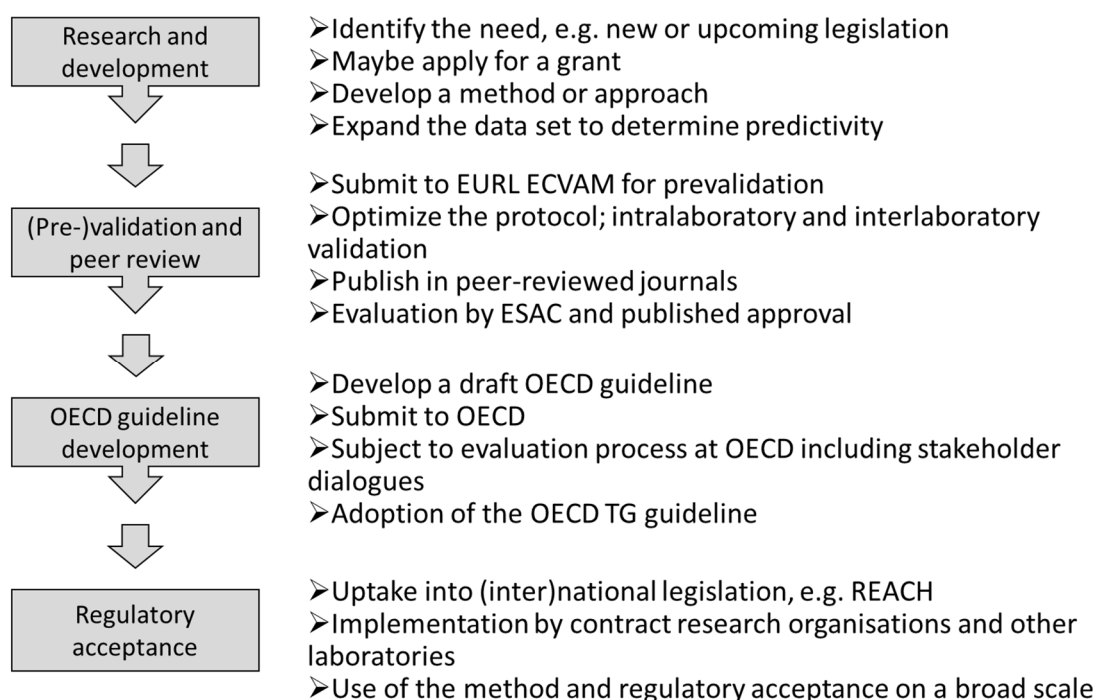 Research and
development
➢Identify the need, e.g. new or upcoming legislation
➢Maybe apply for a grant
➢Develop a method or approach
➢Expand the data set to determine predictivity
(Pre-)validation and
peer review
➢Submit to EURL ECVAM for prevalidation
➢Optimize the protocol; intralaboratory and interlaboratory
validation
➢Publish in peer-reviewed journals
➢Evaluation by ESAC and published approval
OECD guideline
development
➢Develop a draft OECD guideline
➢Submit to OECD
➢Subject to evaluation process at OECD including stakeholder
dialogues
➢Adoption of the OECD TG guideline
Regulatory
acceptance
➢Uptake into (inter)national legislation, e.g. REACH
➢Implementation by contract research organisations and other
laboratories
➢Use of the method and regulatory acceptance on a broad scale